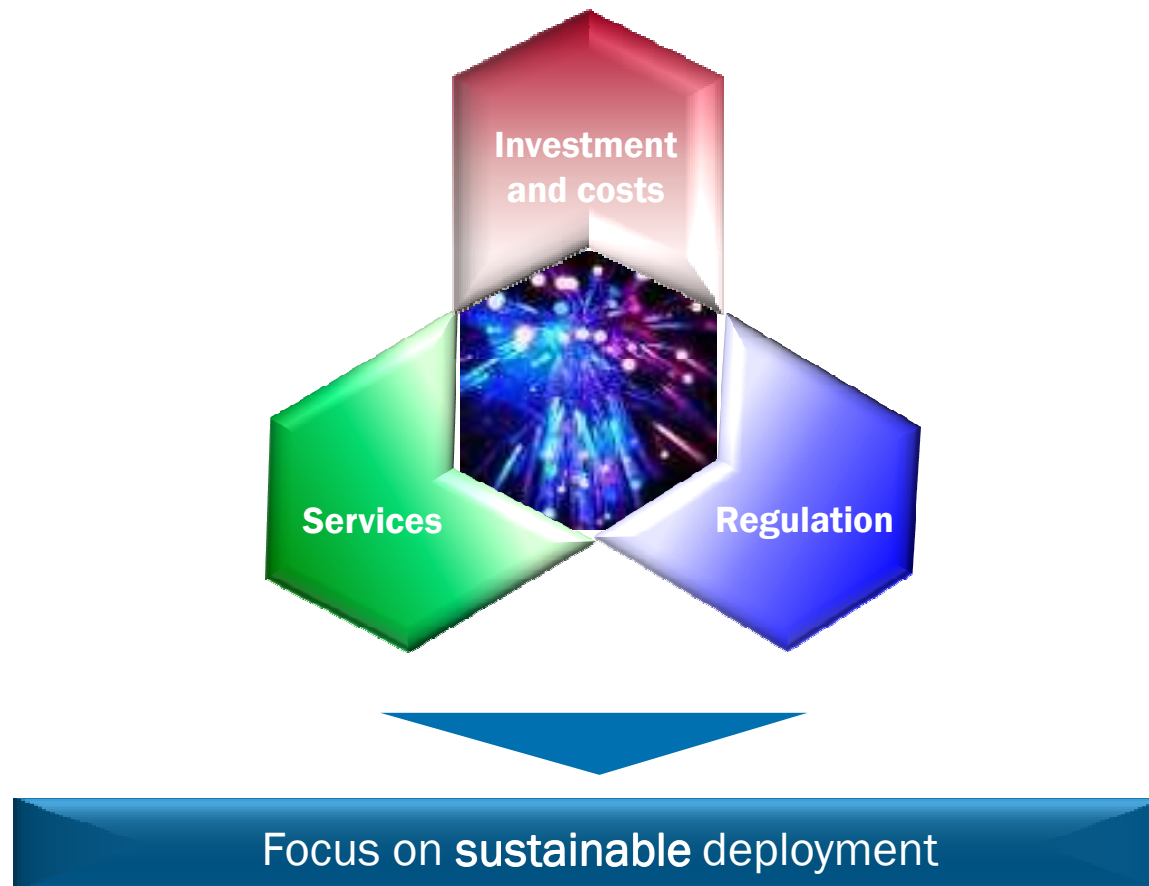 Investment
and costs
Services
Regulation
Focus on sustainable deployment